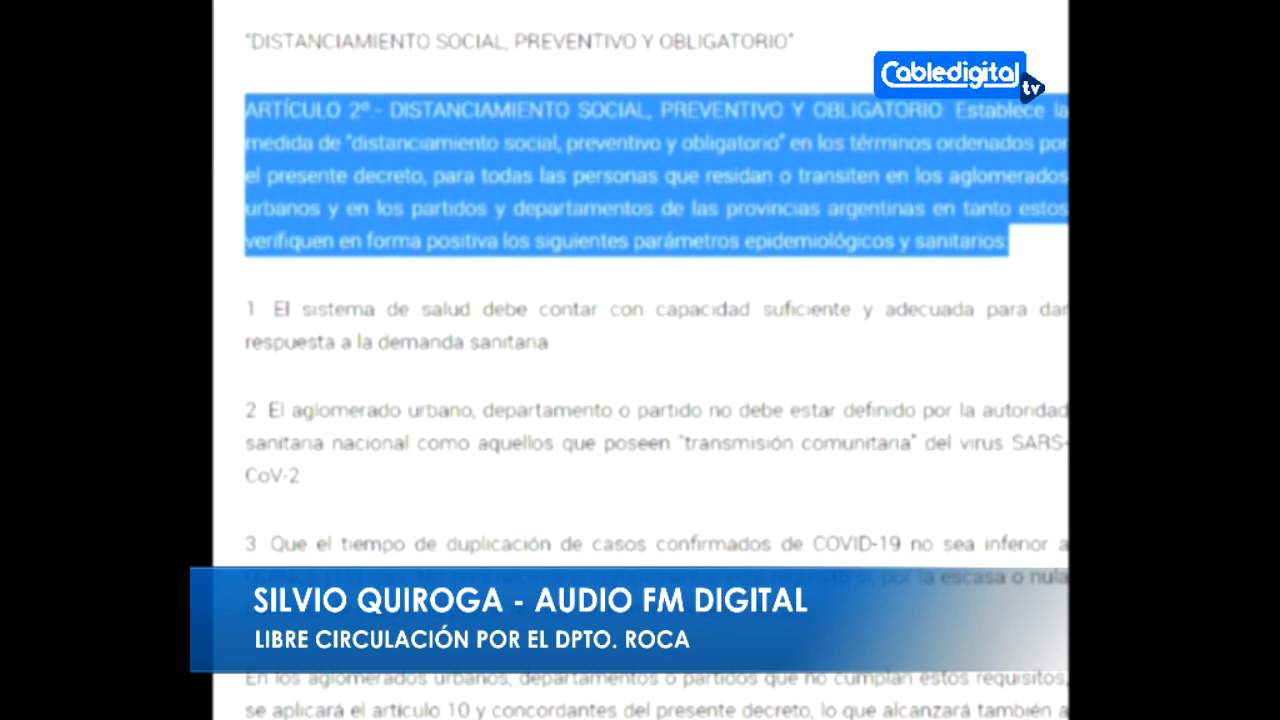 "DISTANCIAMIENTO SOCIAL, PREVENTIVO Y OBLIGATORIO"
Cabledigital
tv
ARTÍCULO 2º.- DISTANCIAMIENTO SOCIAL, PREVENTIVO Y OBLIGATORIO: Establece la
medida de "distanciamiento social, preventivo y obligatorio" en los términos ordenados por
el presente decreto, para todas las personas que residan o transiten en los aglomerados
urbanos y en los partidos y departamentos de las provincias argentinas en tanto estos
verifiquen en forma positiva los siguientes parámetros epidemiológicos y sanitarios:
1 El sistema de salud debe contar con capacidad suficiente y adecuada para dar
respuesta a la demanda sanitaria
2 El aglomerado urbano, departamento o partido no debe estar definido por la autoridad
sanitaria nacional como aquellos que poseen "transmisión comunitaria" del virus SARS-
CoV-2
3 Que el tiempo de duplicación de casos confirmados de COVID-19 no sea inferior a
por la escasa o nula
SILVIO QUIROGA - AUDIO FM DIGITAL
LIBRE CIRCULACIÓN POR EL DPTO. ROCA
En los aglomerados urbanos, departamentos o partidos que no cumplan estos requisitos,
se aplicará el artículo 10 y concordantes del presente decreto, lo que alcanzará también a